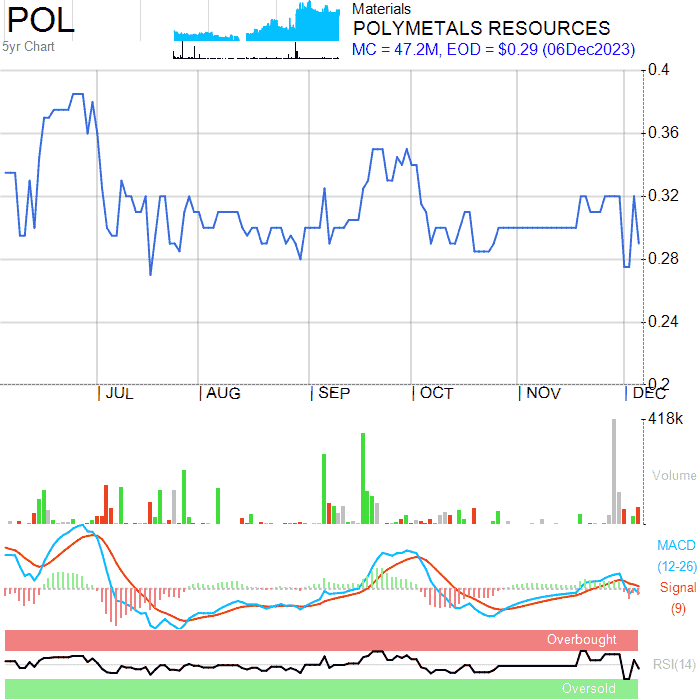 POL
5yr Chart
Materials
POLYMETALS RESOURCES
MC = 47.2M, EOD = $0.29 (06Dec2023)
0.4
0.36
0.32
0.28
0.24
0.2
JUL AUG SEP OCT NOV DEC
418k
Volume
MACD
(12-26)
Signal
(9)
Overbought
RSI(14)
Oversold